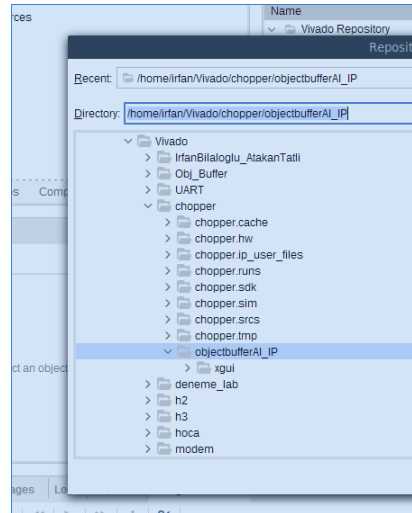 rces
Name
Vivado Repository
Reposit
Recent: /home/irfan/Vivado/chopper/objectbufferAI_IP
Directory: /home/irfan/Vivado/chopper/objectbufferAI_IP
Vivado
IrfanBilaloglu_AtakanTatli
Obj_Buffer
UART
chopper
chopper.cache
chopper.hw
chopper.ip_user_files
chopper.runs
chopper.sdk
chopper.sim
chopper.srcs
chopper.tmp
objectbufferAI_IP
xgui
deneme_lab
h2
h3
hoca
modem
s Comp
ct an object
ages Lo